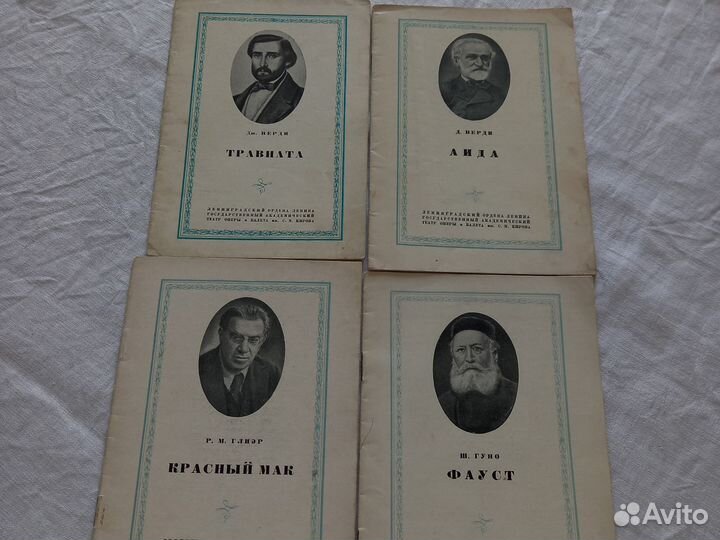 Дж. ВЕРДИ
ТРАВИАТА
ЛЕНИНГРАДСКИЙ ОРДЕНА ЛЕНИНА
ГОСУДАРСТВЕННЫЙ АКАДЕМИЧЕСКИЙ
ТЕАТР ОПЕРЫ и БАЛЕТА им. С. М. КИРОВА
Д. ВЕРДИ
АИДА
ЛЕНИНГРАДСКИЙ ОРДЕНА ЛЕНИНА
ГОСУДАРСТВЕННЫЙ АКАДЕМИЧЕСКИЙ
ТЕАТР ОПЕРЫ и БАЛЕТА им. С. М. КИРОВА
Р. М. ГЛИЭР
КРАСНЫЙ МАК
Ш. ГУНО
ФАУСТ
Avito